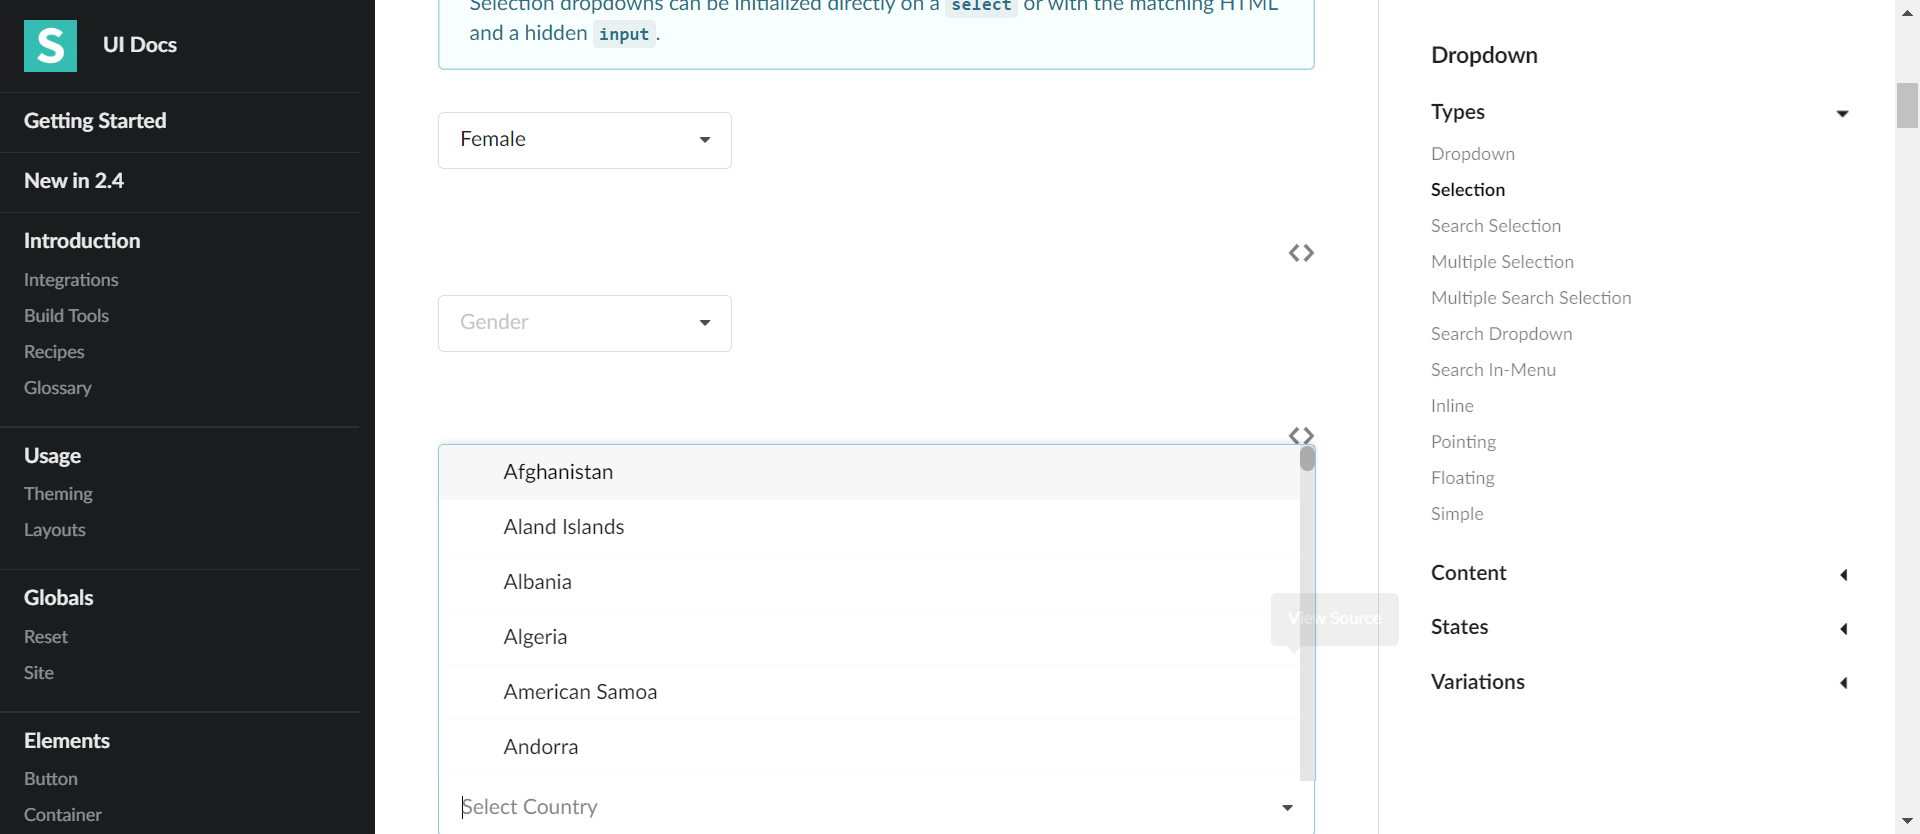 S
UI Docs
Getting Started
New in 2.4
Introduction
Integrations
Build Tools
Recipes
Glossary
Usage
Theming
Layouts
Globals
Reset
Site
Elements
Button
Container
Selection dropdowns can be initialized directly on a select or with the matching HTML
and a hidden input.
Female
<>
Gender
<>
Afghanistan
Aland Islands
Albania
Algeria
American Samoa
Andorra
View Source
Select Country
Dropdown
Types
Dropdown
Selection
Search Selection
Multiple Selection
Multiple Search Selection
Search Dropdown
Search In-Menu
Inline
Pointing
Floating
Simple
Content
States
Variations